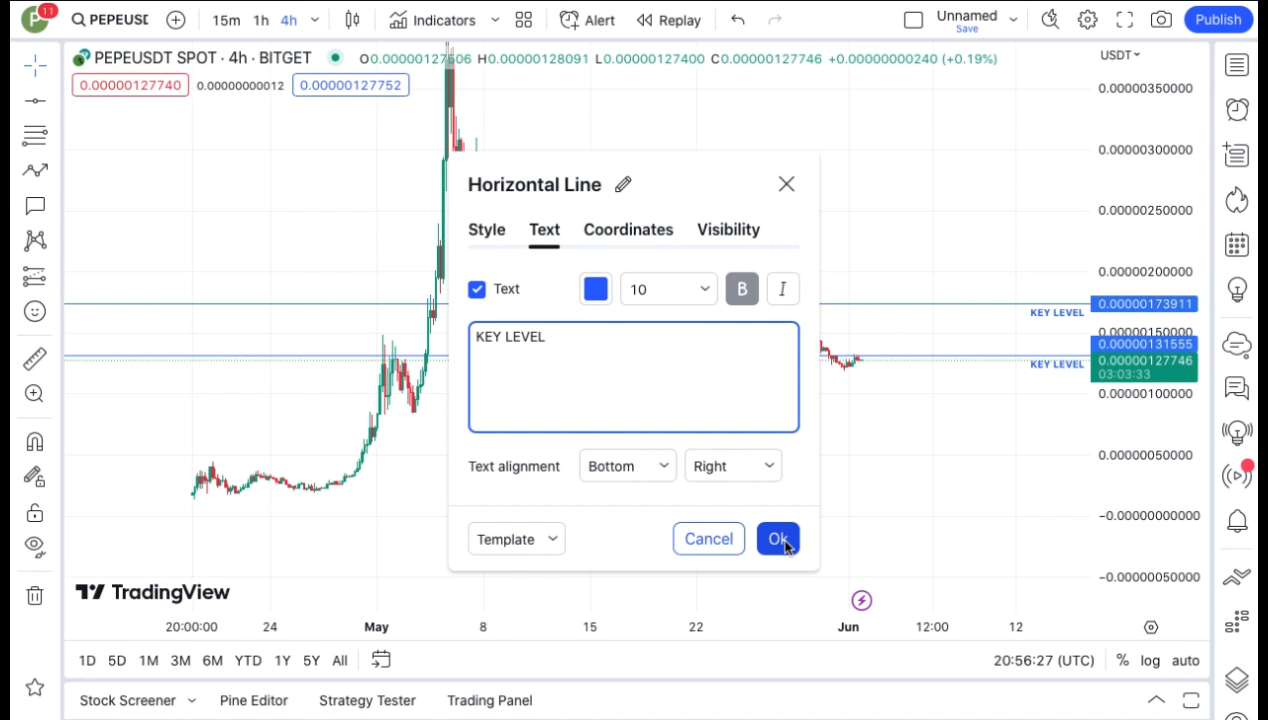 P 11 PEPEUSDT 15m 1h 4h Indicators Alert Replay Unnamed Save Publish
PEPEUSDT SPOT · 4h · BITGET O0.00000127506 H0.00000128091 L0.00000127400 C0.00000127746 +0.00000000240 (+0.19%)
0.00000127740 0.00000000012 0.00000127752
USDT
0.00000350000
0.00000300000
0.00000250000
0.00000200000
0.00000173911
KEY LEVEL
0.00000150000
0.00000131555
0.00000127746
KEY LEVEL
03:03:33
0.00000100000
0.00000050000
−0.00000000000
−0.00000050000
Horizontal Line
Style Text Coordinates Visibility
Text 10 B I
KEY LEVEL
Text alignment Bottom Right
Template Cancel Ok
TradingView
20:00:00 24 May 8 15 22 Jun 12:00 12
1D 5D 1M 3M 6M YTD 1Y 5Y All 20:56:27 (UTC) % log auto
Stock Screener Pine Editor Strategy Tester Trading Panel